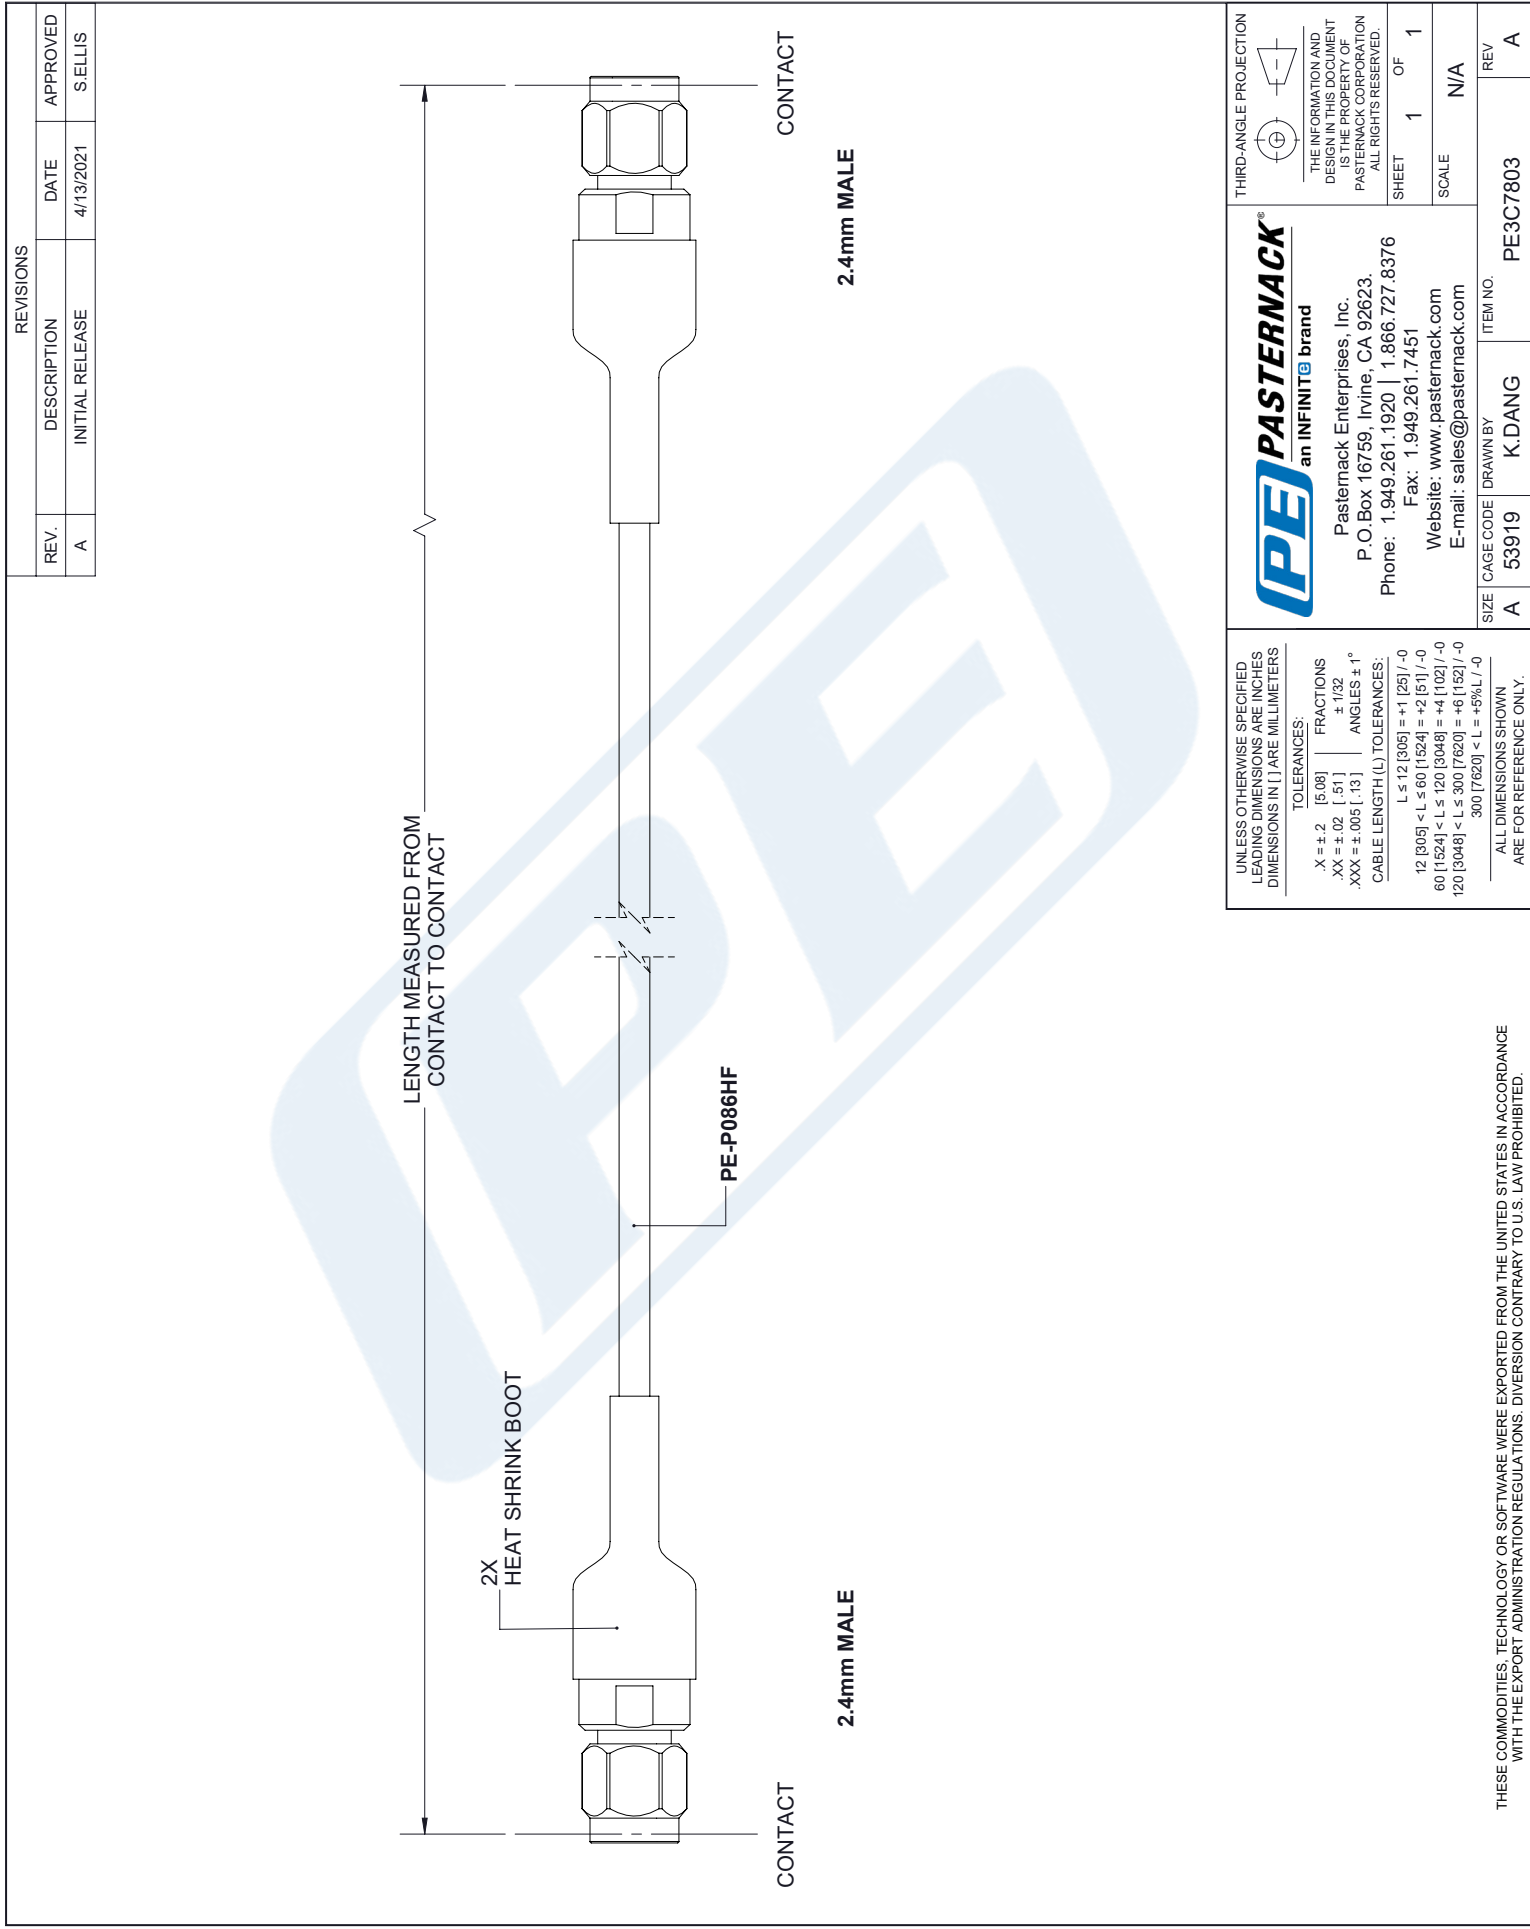 REVISIONS
REV. DESCRIPTION DATE APPROVED
A INITIAL RELEASE 4/13/2021 S.ELLIS
LENGTH MEASURED FROM
CONTACT TO CONTACT
2X
HEAT SHRINK BOOT
PE-P086HF
CONTACT
CONTACT
2.4mm MALE
2.4mm MALE
UNLESS OTHERWISE SPECIFIED
LEADING DIMENSIONS ARE INCHES
DIMENSIONS IN [ ] ARE MILLIMETERS
TOLERANCES:
.X = ± .2 [5.08] FRACTIONS
.XX = ± .02 [ .51 ] ± 1/32
.XXX = ± .005 [ .13 ] ANGLES ± 1°
CABLE LENGTH (L) TOLERANCES:
L ≤ 12 [305] = +1 [25] / -0
12 [305] < L ≤ 60 [1524] = +2 [51] / -0
60 [1524] < L ≤ 120 [3048] = +4 [102] / -0
120 [3048] < L ≤ 300 [7620] = +6 [152] / -0
300 [7620] < L = +5%L / -0
ALL DIMENSIONS SHOWN
ARE FOR REFERENCE ONLY.
PE PASTERNACK®
an INFINITe brand
Pasternack Enterprises, Inc.
P.O.Box 16759, Irvine, CA 92623.
Phone: 1.949.261.1920 | 1.866.727.8376
Fax: 1.949.261.7451
Website: www.pasternack.com
E-mail: sales@pasternack.com
THIRD-ANGLE PROJECTION
THE INFORMATION AND
DESIGN IN THIS DOCUMENT
IS THE PROPERTY OF
PASTERNACK CORPORATION
ALL RIGHTS RESERVED.
SHEET 1 OF 1
SCALE N/A
SIZE CAGE CODE DRAWN BY ITEM NO. REV
A 53919 K.DANG PE3C7803 A
THESE COMMODITIES, TECHNOLOGY OR SOFTWARE WERE EXPORTED FROM THE UNITED STATES IN ACCORDANCE
WITH THE EXPORT ADMINISTRATION REGULATIONS. DIVERSION CONTRARY TO U.S. LAW PROHIBITED.
PE